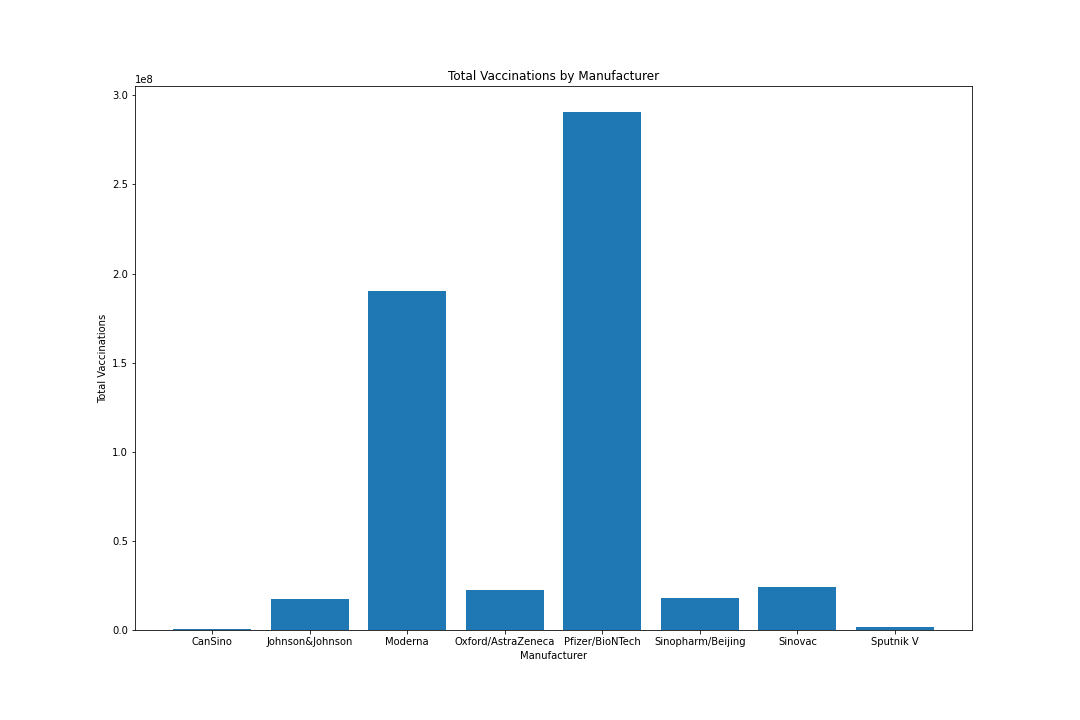 Total Vaccinations by Manufacturer
1e8
3.0
2.5
2.0
1.5
1.0
0.5
0.0
Total Vaccinations
CanSino Johnson&Johnson Moderna Oxford/AstraZeneca Pfizer/BioNTech Sinopharm/Beijing Sinovac Sputnik V
Manufacturer